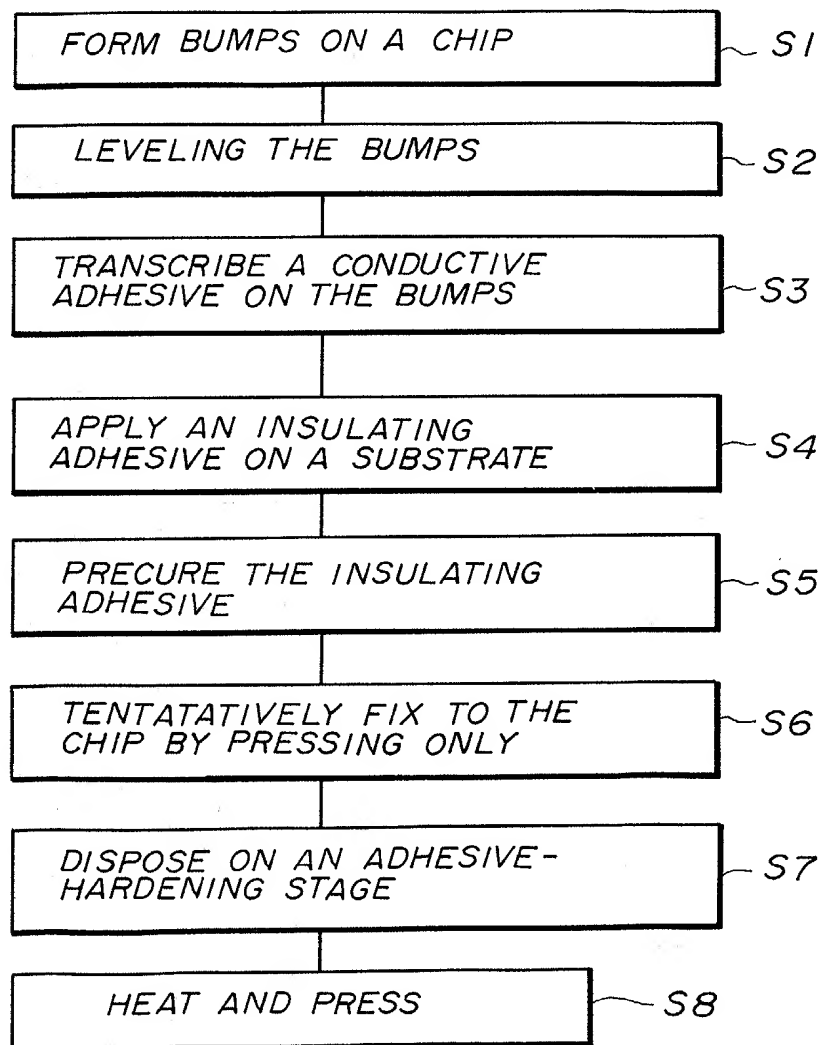 FORM BUMPS ON A CHIP S1
LEVELING THE BUMPS S2
TRANSCRIBE A CONDUCTIVE
ADHESIVE ON THE BUMPS S3
APPLY AN INSULATING
ADHESIVE ON A SUBSTRATE S4
PRECURE THE INSULATING
ADHESIVE S5
TENTATATIVELY FIX TO THE
CHIP BY PRESSING ONLY S6
DISPOSE ON AN ADHESIVE-
HARDENING STAGE S7
HEAT AND PRESS S8